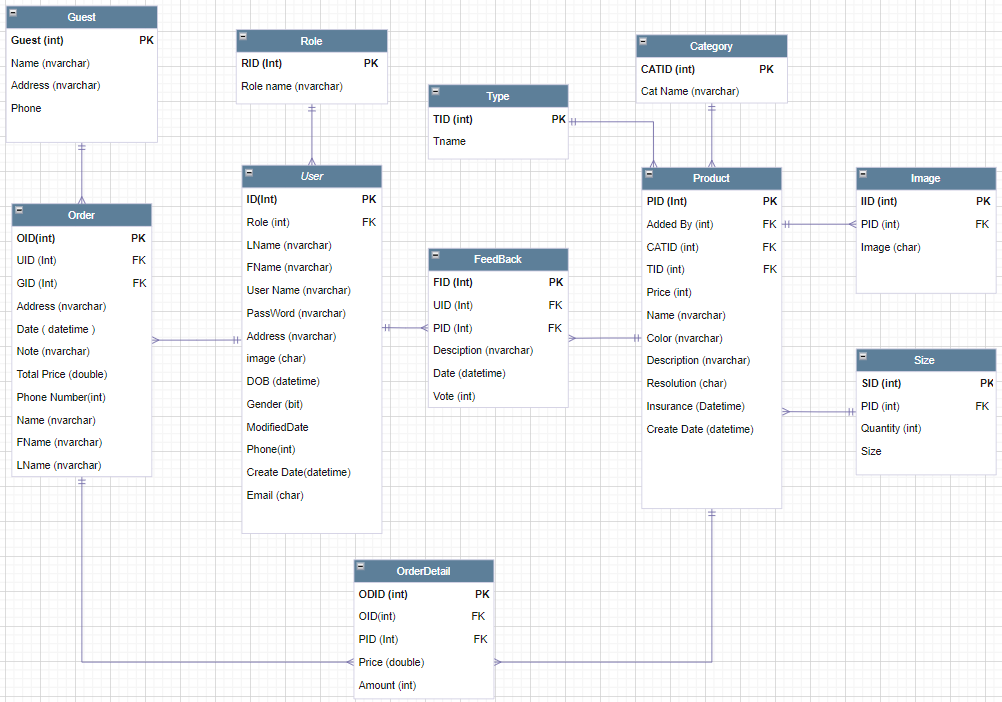 Guest
Guest (int) PK
Name (nvarchar)
Address (nvarchar)
Phone
Role
RID (Int) PK
Role name (nvarchar)
Type
TID (int) PK
Tname
Category
CATID (int) PK
Cat Name (nvarchar)
Order
OID(int) PK
UID (Int) FK
GID (Int) FK
Address (nvarchar)
Date ( datetime )
Note (nvarchar)
Total Price (double)
Phone Number(int)
Name (nvarchar)
FName (nvarchar)
LName (nvarchar)
User
ID(Int) PK
Role (int) FK
LName (nvarchar)
FName (nvarchar)
User Name (nvarchar)
PassWord (nvarchar)
Address (nvarchar)
image (char)
DOB (datetime)
Gender (bit)
ModifiedDate
Phone(int)
Create Date(datetime)
Email (char)
FeedBack
FID (Int) PK
UID (Int) FK
PID (Int) FK
Desciption (nvarchar)
Date (datetime)
Vote (int)
Product
PID (Int) PK
Added By (int) FK
CATID (int) FK
TID (int) FK
Price (int)
Name (nvarchar)
Color (nvarchar)
Description (nvarchar)
Resolution (char)
Insurance (Datetime)
Create Date (datetime)
Image
IID (int) PK
PID (int) FK
Image (char)
Size
SID (int) PK
PID (int) FK
Quantity (int)
Size
OrderDetail
ODID (int) PK
OID(int) FK
PID (Int) FK
Price (double)
Amount (int)